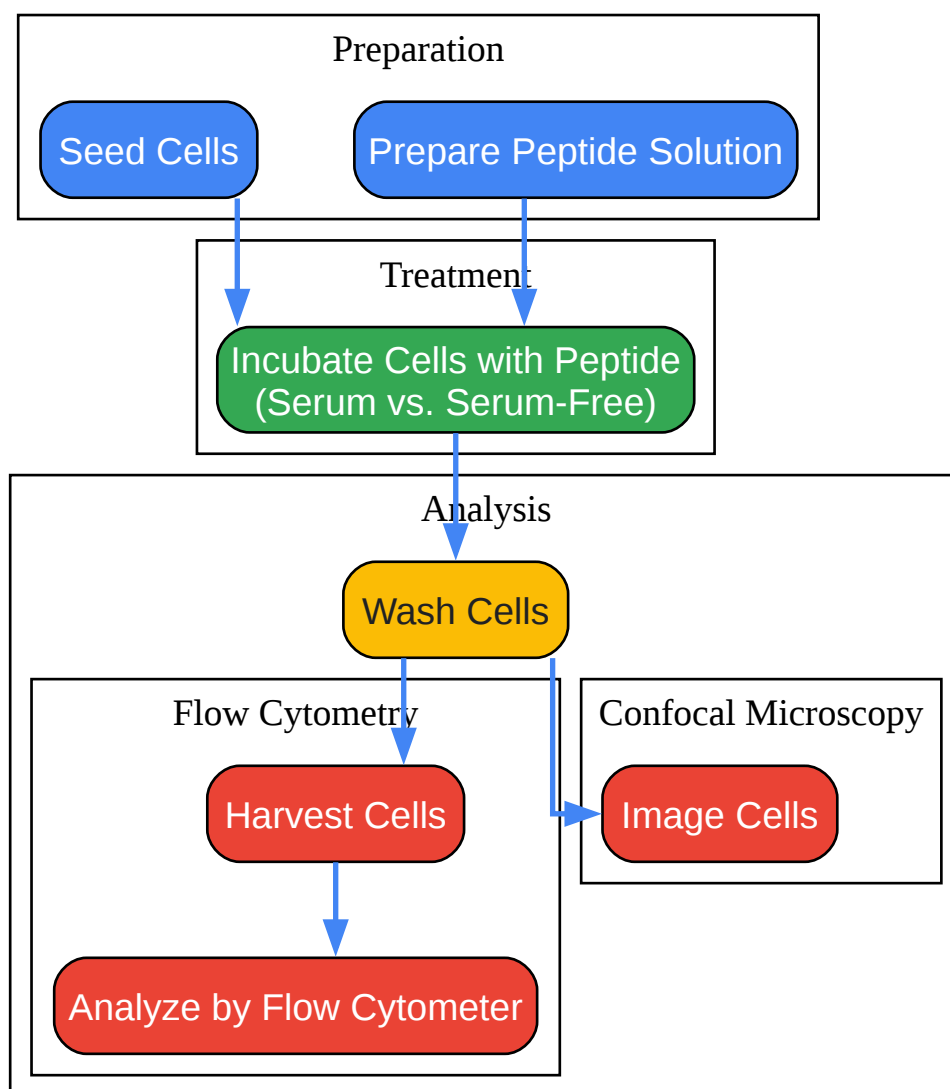 Preparation
Seed Cells
Prepare Peptide Solution
Treatment
Incubate Cells with Peptide
(Serum vs. Serum-Free)
Analysis
Wash Cells
Flow Cytometry
Confocal Microscopy
Harvest Cells
Image Cells
Analyze by Flow Cytometer